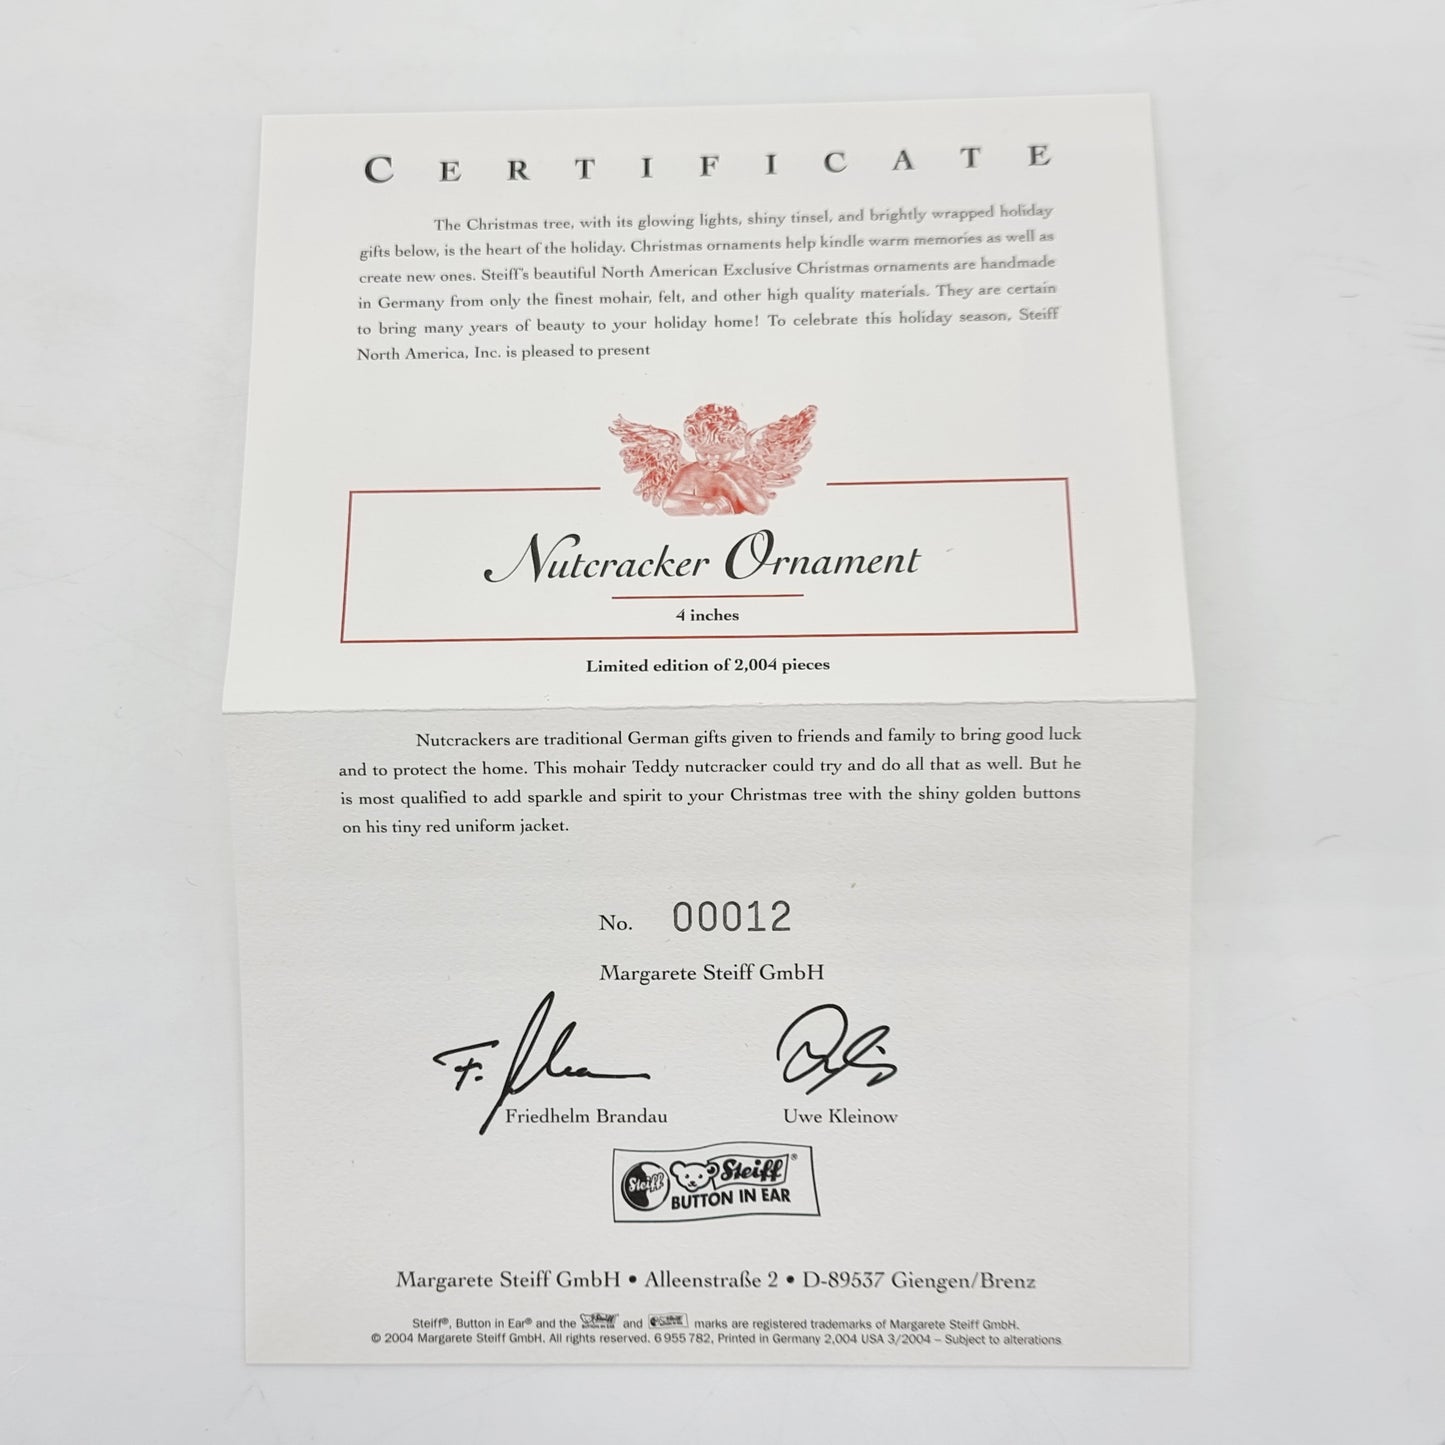 CERTIFICATE
The Christmas tree, with its glowing lights, shiny tinsel, and brightly wrapped holiday
gifts below, is the heart of the holiday. Christmas ornaments help kindle warm memories as well as
create new ones. Steiff's beautiful North American Exclusive Christmas ornaments are handmade
in Germany from only the finest mohair, felt, and other high quality materials. They are certain
to bring many years of beauty to your holiday home! To celebrate this holiday season, Steiff
North America, Inc. is pleased to present
Nutcracker Ornament
4 inches
Limited edition of 2,004 pieces
Nutcrackers are traditional German gifts given to friends and family to bring good luck
and to protect the home. This mohair Teddy nutcracker could try and do all that as well. But he
is most qualified to add sparkle and spirit to your Christmas tree with the shiny golden buttons
on his tiny red uniform jacket.
No. 00012
Margarete Steiff GmbH
Friedhelm Brandau
Uwe Kleinow
Steiff Steiff®
BUTTON IN EAR
Margarete Steiff GmbH • Alleenstraße 2 • D-89537 Giengen/Brenz
Steiff®, Button in Ear® and the and marks are registered trademarks of Margarete Steiff GmbH.
© 2004 Margarete Steiff GmbH. All rights reserved. 6 955 782, Printed in Germany 2,004 USA 3/2004 – Subject to alterations